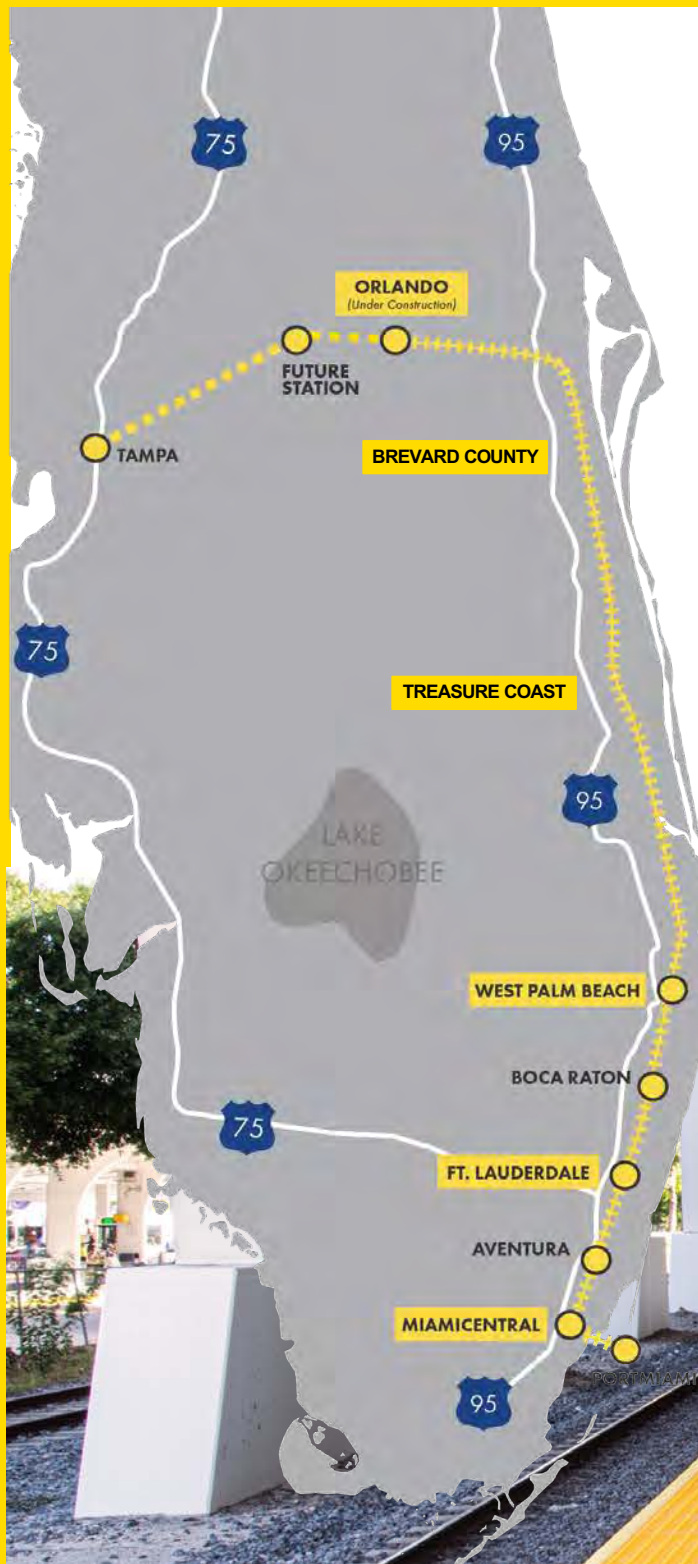 75
95
ORLANDO
(Under Construction)
FUTURE
STATION
TAMPA
BREVARD COUNTY
75
TREASURE COAST
95
LAKE
OKEECHOBEE
WEST PALM BEACH
BOCA RATON
75
FT. LAUDERDALE
AVENTURA
MIAMICENTRAL
PORTMIAMI
95